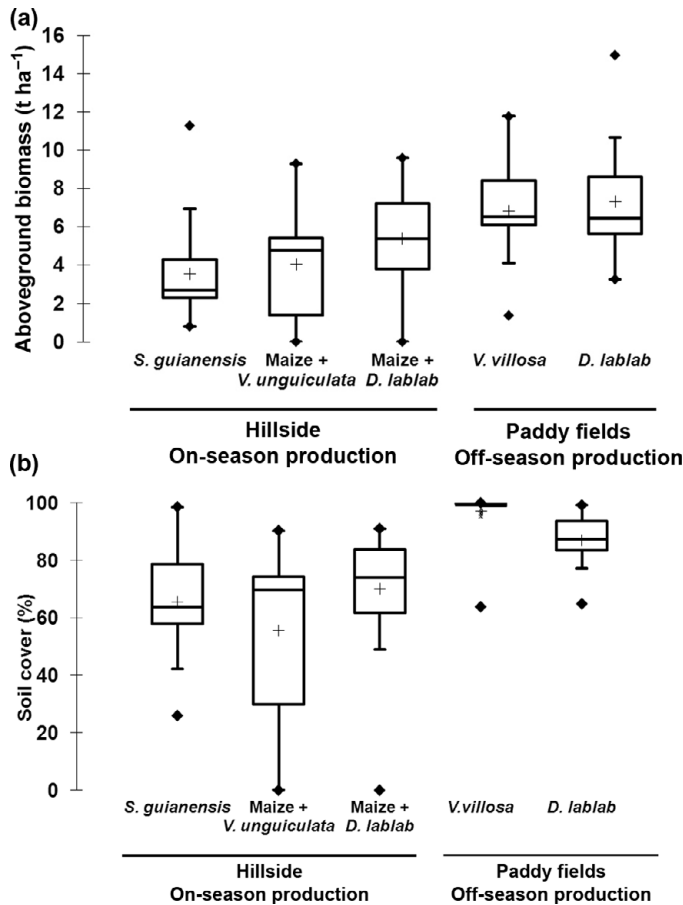 (a)
Aboveground biomass (t ha⁻¹)
16
14
12
10
8
6
4
2
0
S. guianensis Maize + Maize + V. villosa D. lablab
V. unguiculata D. lablab
Hillside Paddy fields
On-season production Off-season production
(b)
Soil cover (%)
100
80
60
40
20
0
S. guianensis Maize + Maize + V.villosa D. lablab
V. unguiculata D. lablab
Hillside Paddy fields
On-season production Off-season production